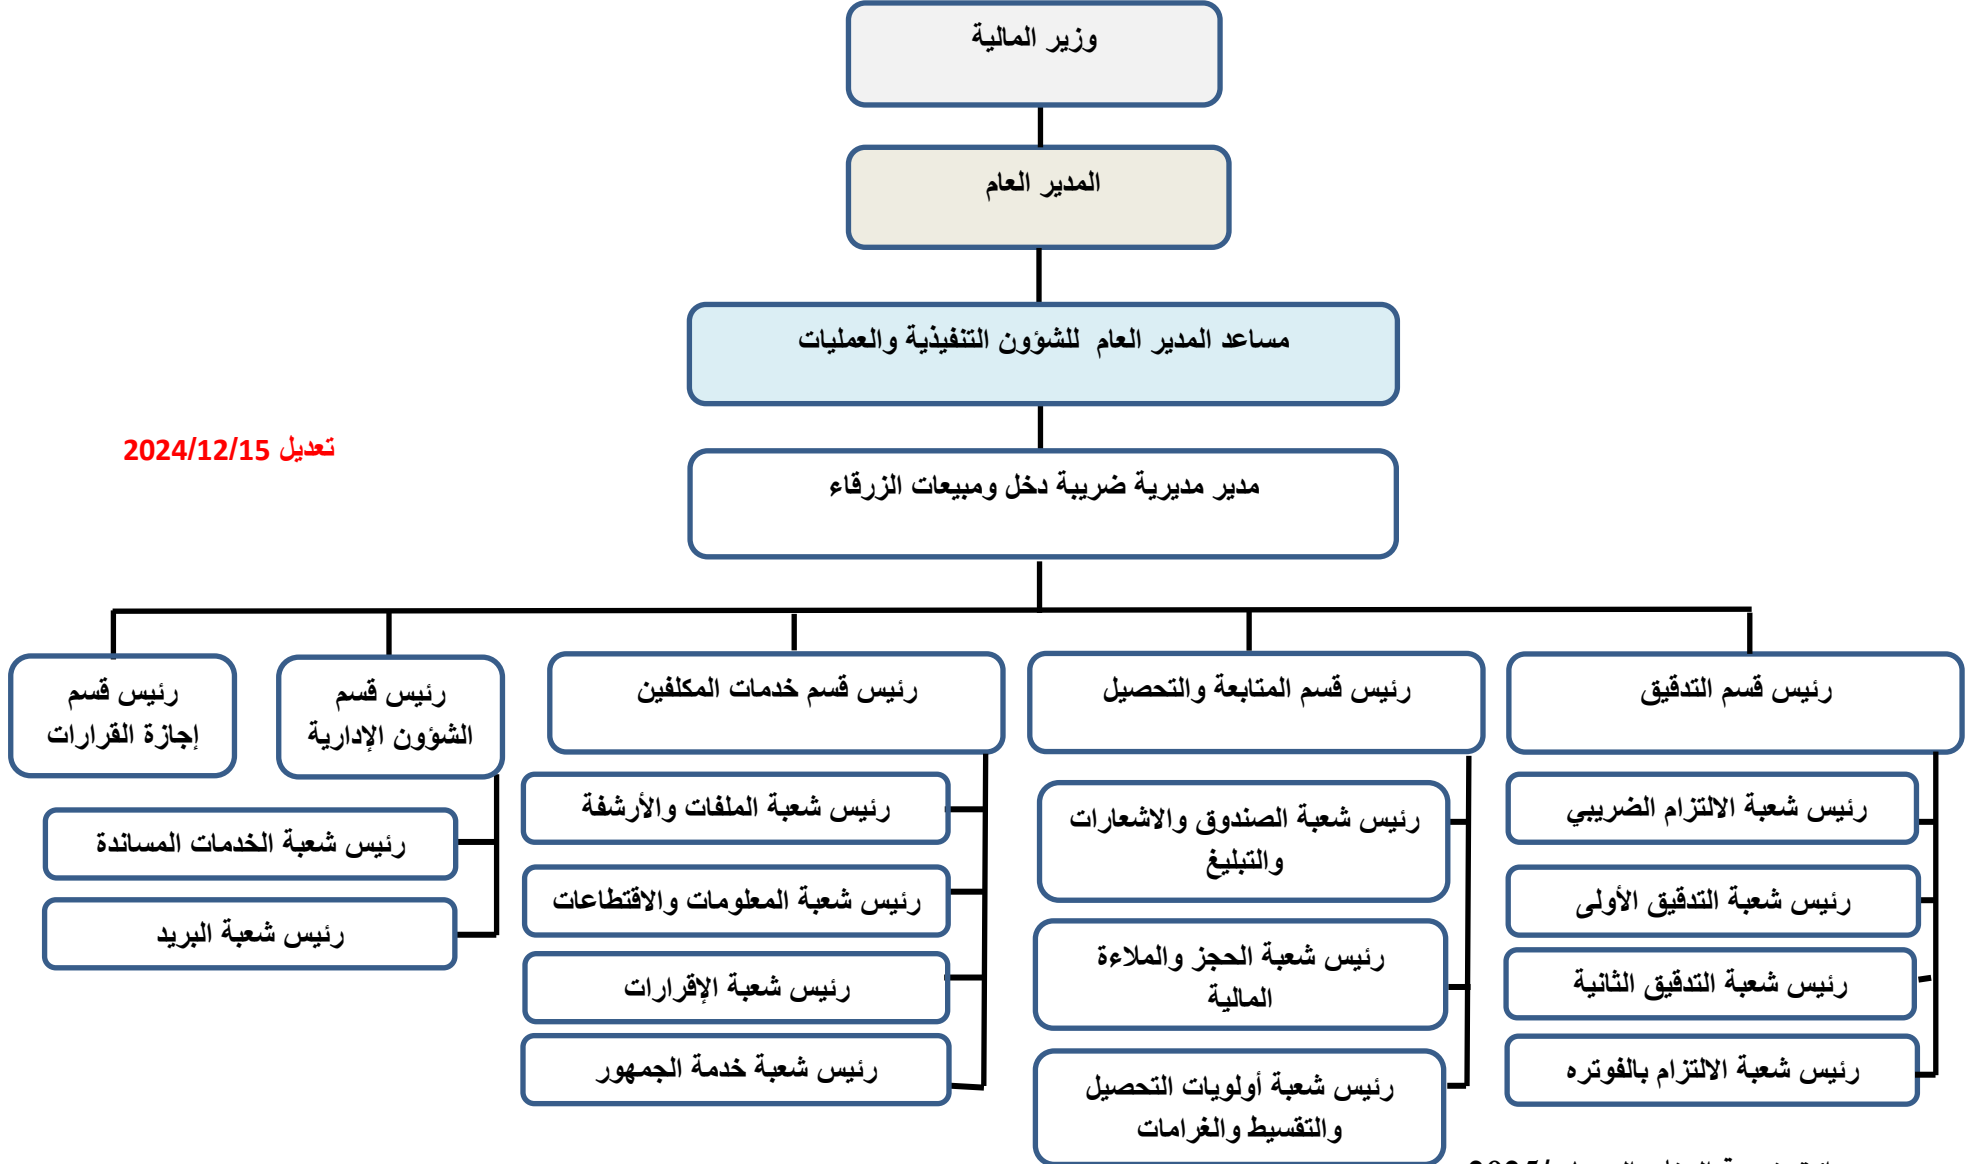 وزير المالية
المدير العام
مساعد المدير العام للشؤون التنفيذية والعمليات
تعديل 2024/12/15
مدير مديرية ضريبة دخل ومبيعات الزرقاء
رئيس قسم التدقيق
رئيس شعبة الالتزام الضريبي
رئيس شعبة التدقيق الأولى
رئيس شعبة التدقيق الثانية
رئيس شعبة الالتزام بالفوتره
رئيس قسم المتابعة والتحصيل
رئيس شعبة الصندوق والاشعارات
والتبليغ
رئيس شعبة الحجز والملاءة
المالية
رئيس شعبة أولويات التحصيل
والتقسيط والغرامات
رئيس قسم خدمات المكلفين
رئيس شعبة الملفات والأرشفة
رئيس شعبة المعلومات والاقتطاعات
رئيس شعبة الإقرارات
رئيس شعبة خدمة الجمهور
رئيس قسم
الشؤون الإدارية
رئيس شعبة الخدمات المساندة
رئيس شعبة البريد
رئيس قسم
إجازة القرارات